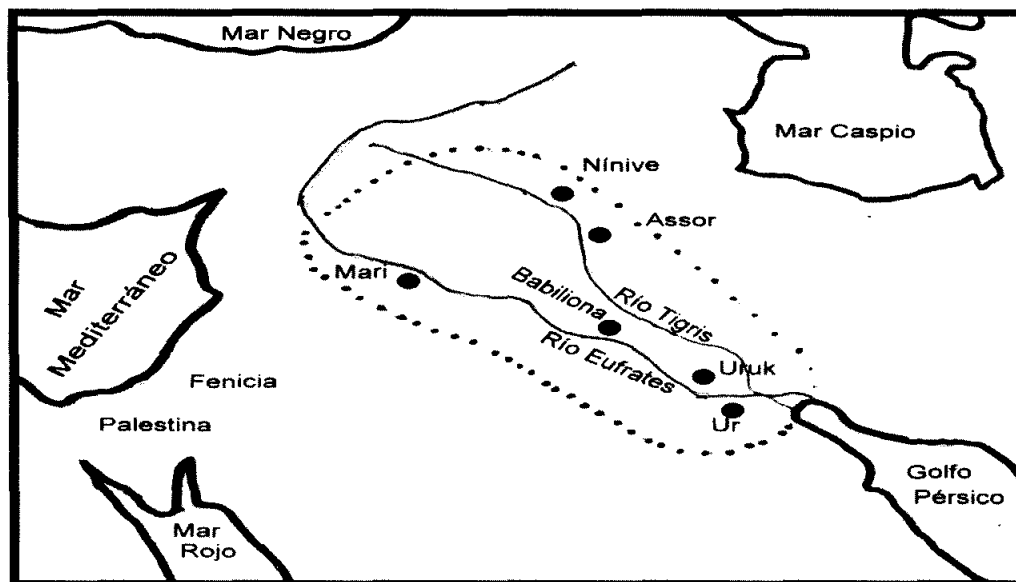 Mar Negro
Mar Caspio
Nínive
Assor
Mari
Babiliona
Río Tigris
Mar
Mediterráneo
Río Eufrates
Uruk
Fenicia
Palestina
Ur
Golfo
Pérsico
Mar
Rojo